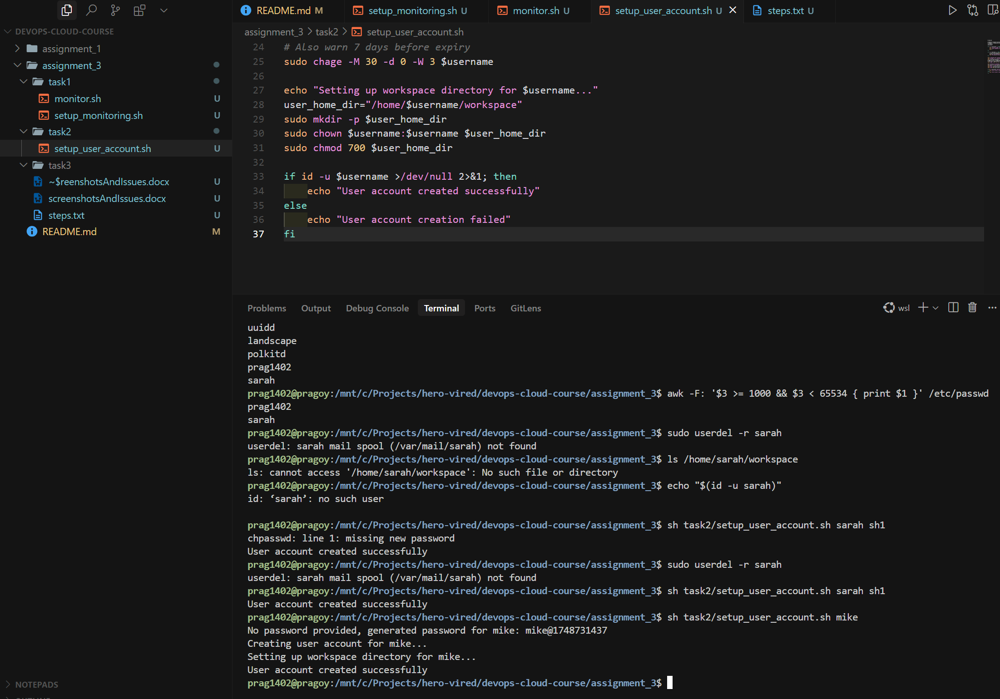 README.md M
setup_monitoring.sh U
monitor.sh U
setup_user_account.sh U
steps.txt U
DEVOPS-CLOUD-COURSE
assignment_1
assignment_3
task1
monitor.sh U
setup_monitoring.sh U
task2
setup_user_account.sh U
task3
~$reenshotsAndIssues.docx U
screenshotsAndIssues.docx U
steps.txt U
README.md M
NOTEPADS
assignment_3 > task2 > setup_user_account.sh
24 # Also warn 7 days before expiry
25 sudo chage -M 30 -d 0 -W 3 $username
26
27 echo "Setting up workspace directory for $username..."
28 user_home_dir="/home/$username/workspace"
29 sudo mkdir -p $user_home_dir
30 sudo chown $username:$username $user_home_dir
31 sudo chmod 700 $user_home_dir
32
33 if id -u $username >/dev/null 2>&1; then
34     echo "User account created successfully"
35 else
36     echo "User account creation failed"
37 fi
Problems Output Debug Console Terminal Ports GitLens
wsl
uuidd
landscape
polkitd
prag1402
sarah
prag1402@pragoy:/mnt/c/Projects/hero-vired/devops-cloud-course/assignment_3$ awk -F: '$3 >= 1000 && $3 < 65534 { print $1 }' /etc/passwd
prag1402
sarah
prag1402@pragoy:/mnt/c/Projects/hero-vired/devops-cloud-course/assignment_3$ sudo userdel -r sarah
userdel: sarah mail spool (/var/mail/sarah) not found
prag1402@pragoy:/mnt/c/Projects/hero-vired/devops-cloud-course/assignment_3$ ls /home/sarah/workspace
ls: cannot access '/home/sarah/workspace': No such file or directory
prag1402@pragoy:/mnt/c/Projects/hero-vired/devops-cloud-course/assignment_3$ echo "$(id -u sarah)"
id: ‘sarah’: no such user
prag1402@pragoy:/mnt/c/Projects/hero-vired/devops-cloud-course/assignment_3$ sh task2/setup_user_account.sh sarah sh1
chpasswd: line 1: missing new password
User account created successfully
prag1402@pragoy:/mnt/c/Projects/hero-vired/devops-cloud-course/assignment_3$ sudo userdel -r sarah
userdel: sarah mail spool (/var/mail/sarah) not found
prag1402@pragoy:/mnt/c/Projects/hero-vired/devops-cloud-course/assignment_3$ sh task2/setup_user_account.sh sarah sh1
User account created successfully
prag1402@pragoy:/mnt/c/Projects/hero-vired/devops-cloud-course/assignment_3$ sh task2/setup_user_account.sh mike
No password provided, generated password for mike: mike@1748731437
Creating user account for mike...
Setting up workspace directory for mike...
User account created successfully
prag1402@pragoy:/mnt/c/Projects/hero-vired/devops-cloud-course/assignment_3$